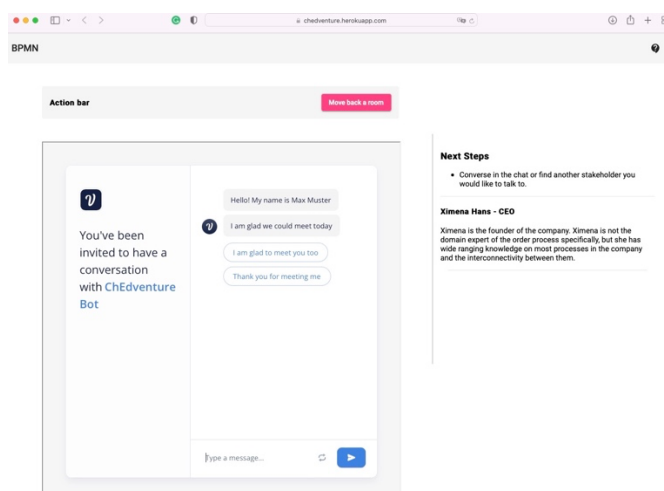 chedventure.herokuapp.com
BPMN
Action bar
Move back a room
You've been
invited to have a
conversation
with ChEdventure
Bot
Hello! My name is Max Muster
I am glad we could meet today
I am glad to meet you too
Thank you for meeting me
Type a message...
Next Steps
Converse in the chat or find another stakeholder you
would like to talk to.
Ximena Hans - CEO
Ximena is the founder of the company. Ximena is not the
domain expert of the order process specifically, but she has
wide ranging knowledge on most processes in the company
and the interconnectivity between them.